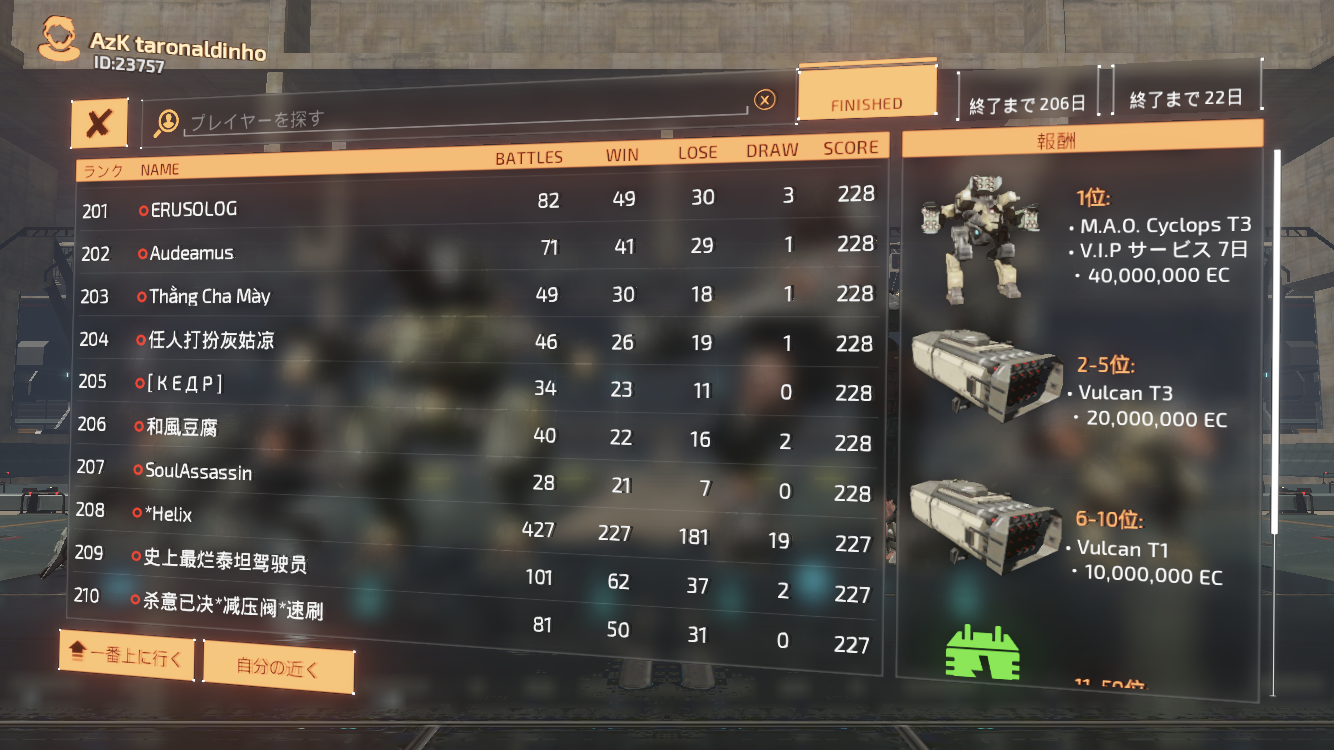 AzK taronaldinho
ID:23757
プレイヤーを探す
FINISHED
終了まで 206日
終了まで 22日
ランク NAME BATTLES WIN LOSE DRAW SCORE
201 ERUSOLOG 82 49 30 3 228
202 Audeamus 71 41 29 1 228
203 Thằng Cha Mày 49 30 18 1 228
204 任人打扮灰姑凉 46 26 19 1 228
205 [ К Е Д Р ] 34 23 11 0 228
206 和風豆腐 40 22 16 2 228
207 SoulAssassin 28 21 7 0 228
208 *Helix 427 227 181 19 227
209 史上最烂泰坦驾驶员 101 62 37 2 227
210 杀意已决*减压阀*速刷 81 50 31 0 227
一番上に行く
自分の近く
報酬
1位:
• M.A.O. Cyclops T3
• V.I.P サービス 7日
• 40,000,000 EC
2-5位:
• Vulcan T3
• 20,000,000 EC
6-10位:
• Vulcan T1
• 10,000,000 EC
11-50位: